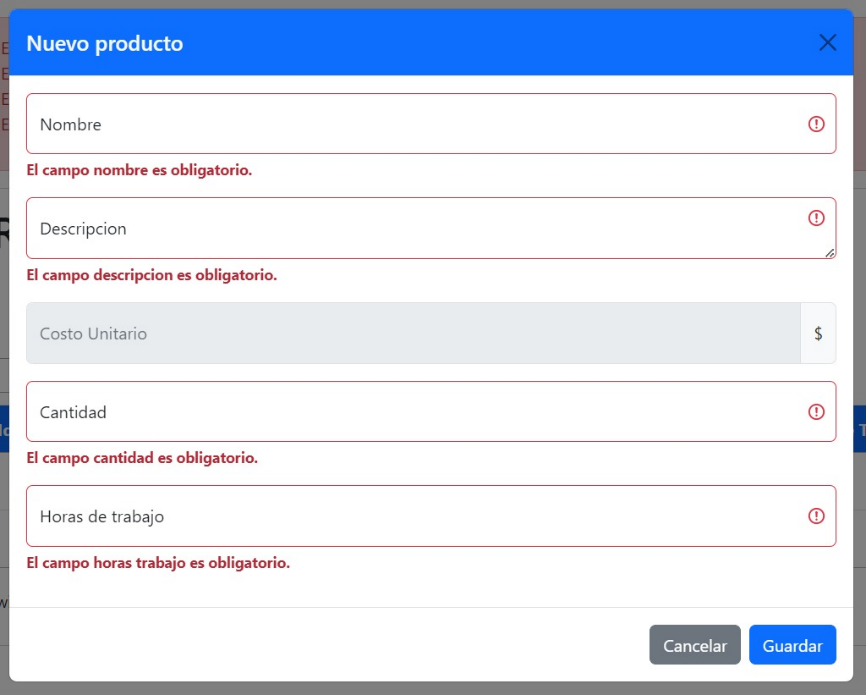 Nuevo producto
Nombre
El campo nombre es obligatorio.
Descripcion
El campo descripcion es obligatorio.
Costo Unitario
$
Cantidad
El campo cantidad es obligatorio.
Horas de trabajo
El campo horas trabajo es obligatorio.
Cancelar
Guardar